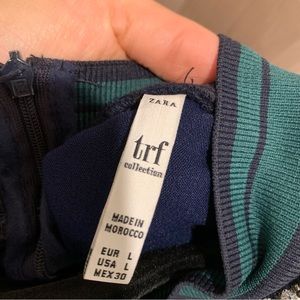 ZARA
trf
collection
MADE IN
MOROCCO
EUR L
USA L
MEX 30